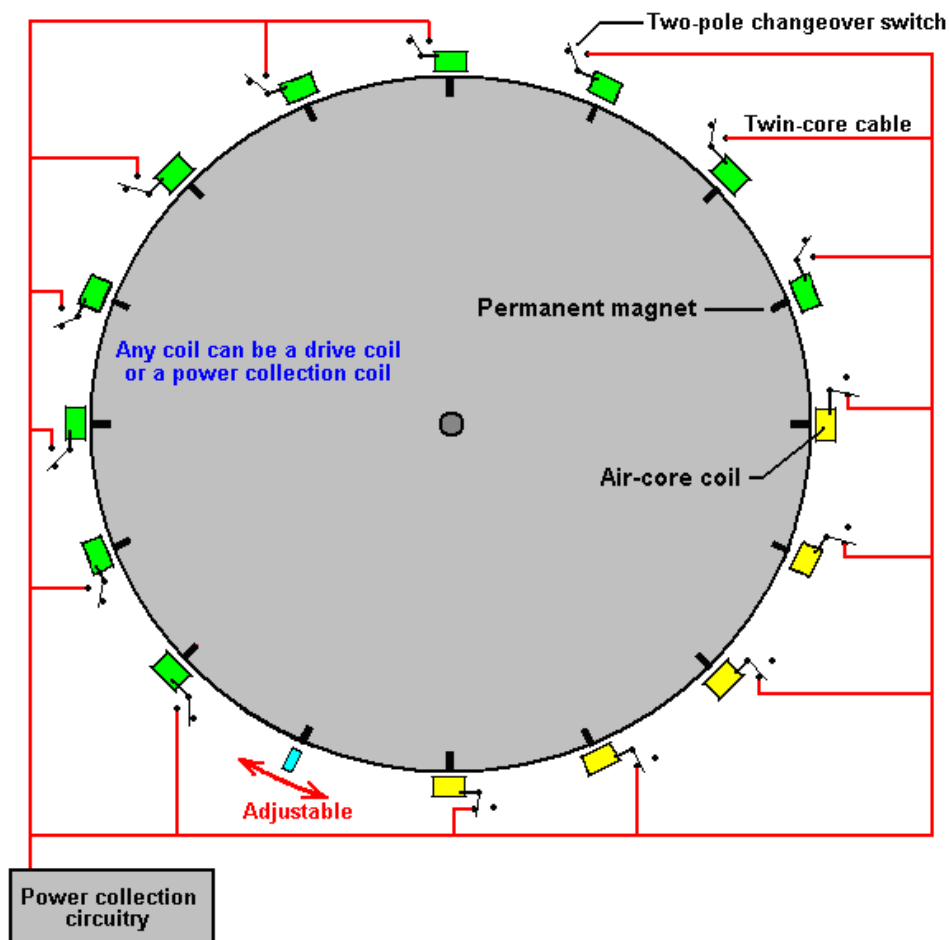 Two-pole changeover switch
Twin-core cable
Permanent magnet
Any coil can be a drive coil
or a power collection coil
Air-core coil
Adjustable
Power collection
circuitry